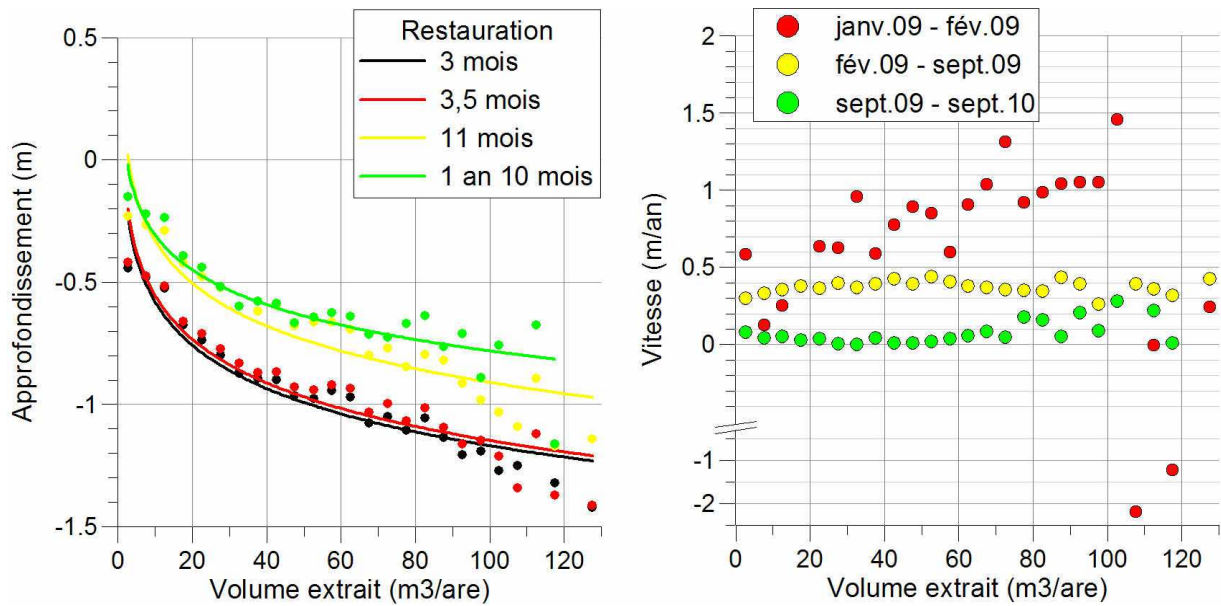 Restauration
3 mois
3,5 mois
11 mois
1 an 10 mois
0.5
0
-0.5
-1
-1.5
Approfondissement (m)
0 20 40 60 80 100 120
Volume extrait (m3/are)
janv.09 - fév.09
fév.09 - sept.09
sept.09 - sept.10
2
1.5
1
0.5
0
-1
-2
Vitesse (m/an)
0 20 40 60 80 100 120
Volume extrait (m3/are)